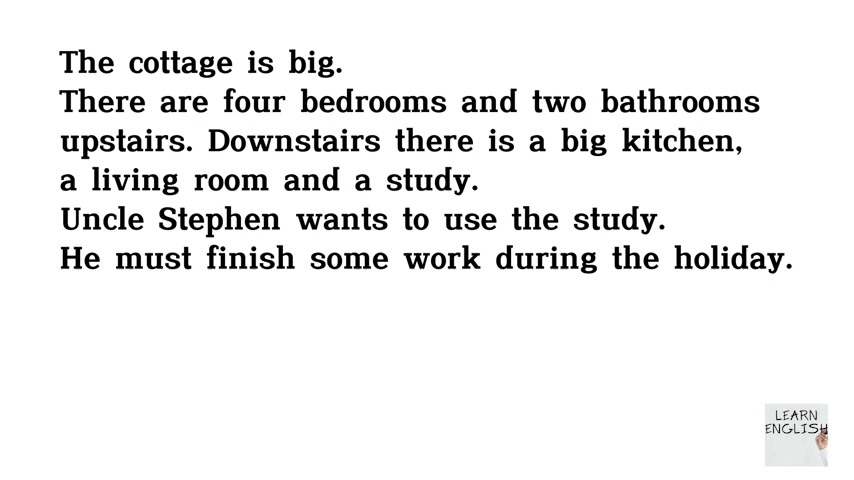 The cottage is big.
There are four bedrooms and two bathrooms
upstairs. Downstairs there is a big kitchen,
a living room and a study.
Uncle Stephen wants to use the study.
He must finish some work during the holiday.
LEARN
ENGLISH